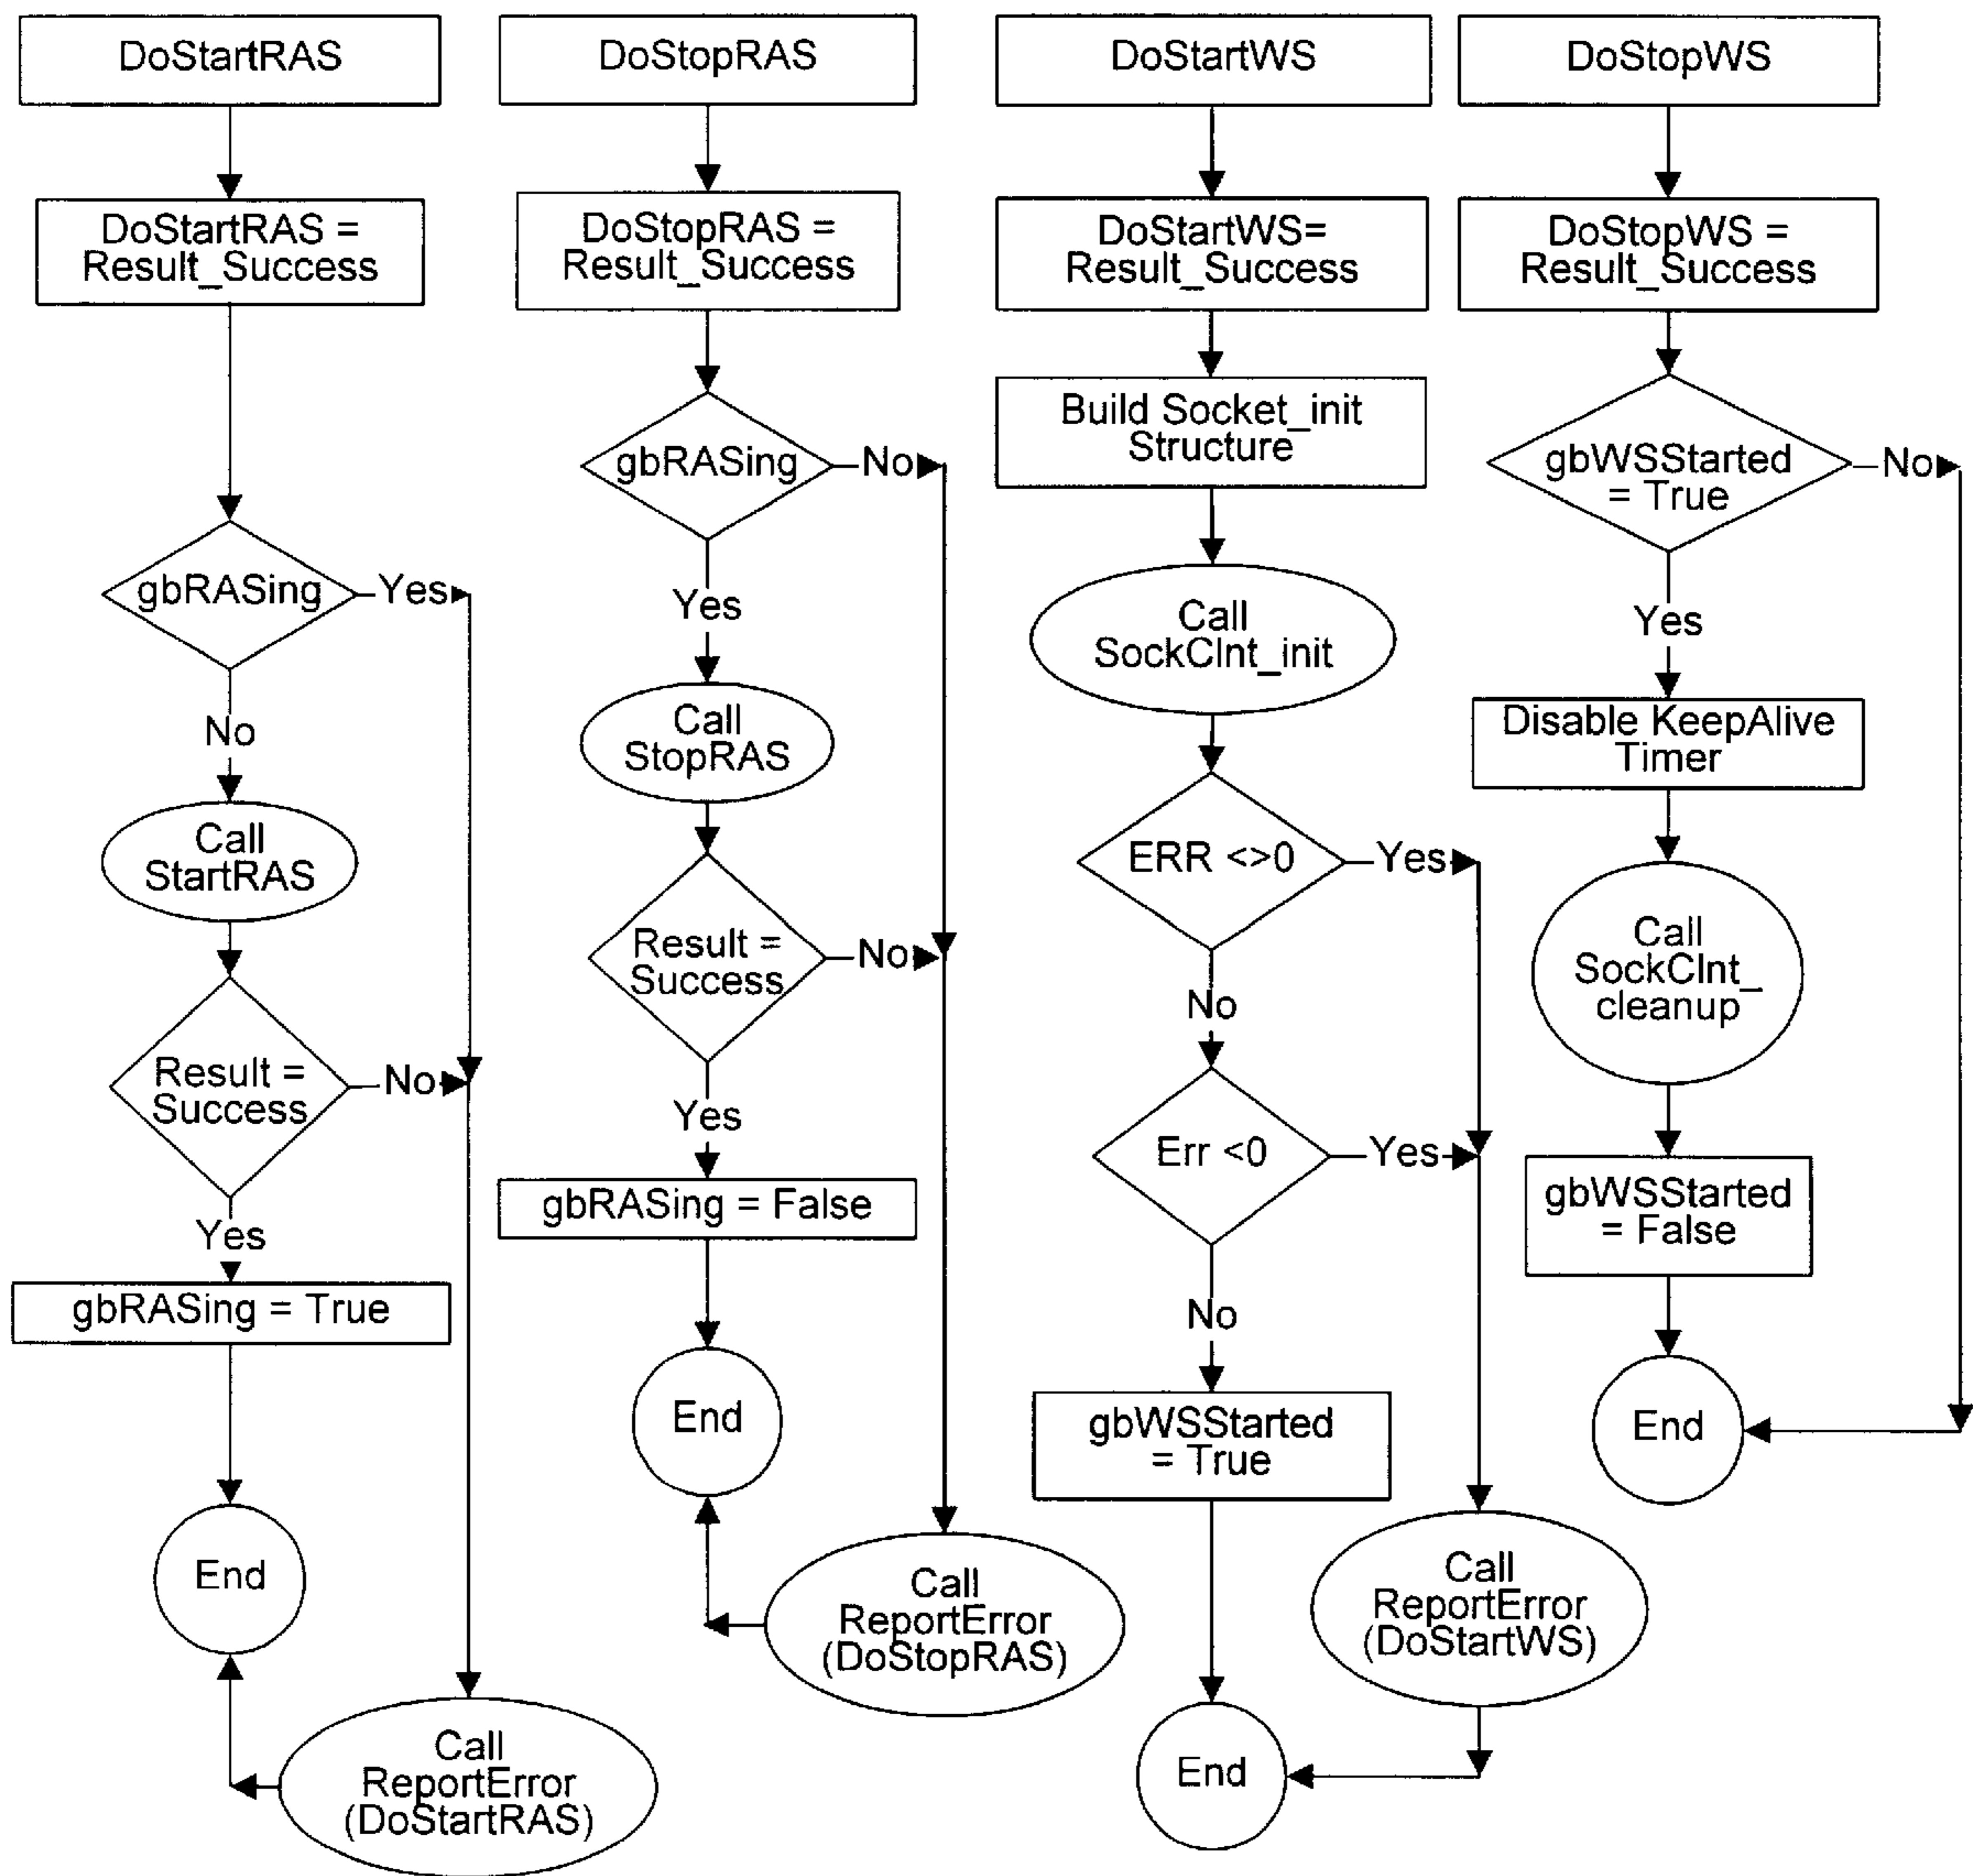 DoStartRAS
DoStartRAS =
Result_Success
gbRASing
Yes
No
Call
StartRAS
Result =
Success
No
Yes
gbRASing = True
End
Call
ReportError
(DoStartRAS)
DoStopRAS
DoStopRAS =
Result_Success
gbRASing
No
Yes
Call
StopRAS
Result =
Success
No
Yes
gbRASing = False
End
Call
ReportError
(DoStopRAS)
DoStartWS
DoStartWS=
Result_Success
Build Socket_init
Structure
Call
SockClnt_init
ERR <>0
Yes
No
Err <0
Yes
No
gbWSStarted
= True
Call
ReportError
(DoStartWS)
End
DoStopWS
DoStopWS =
Result_Success
gbWSStarted
= True
No
Yes
Disable KeepAlive
Timer
Call
SockClnt_
cleanup
gbWSStarted
= False
End